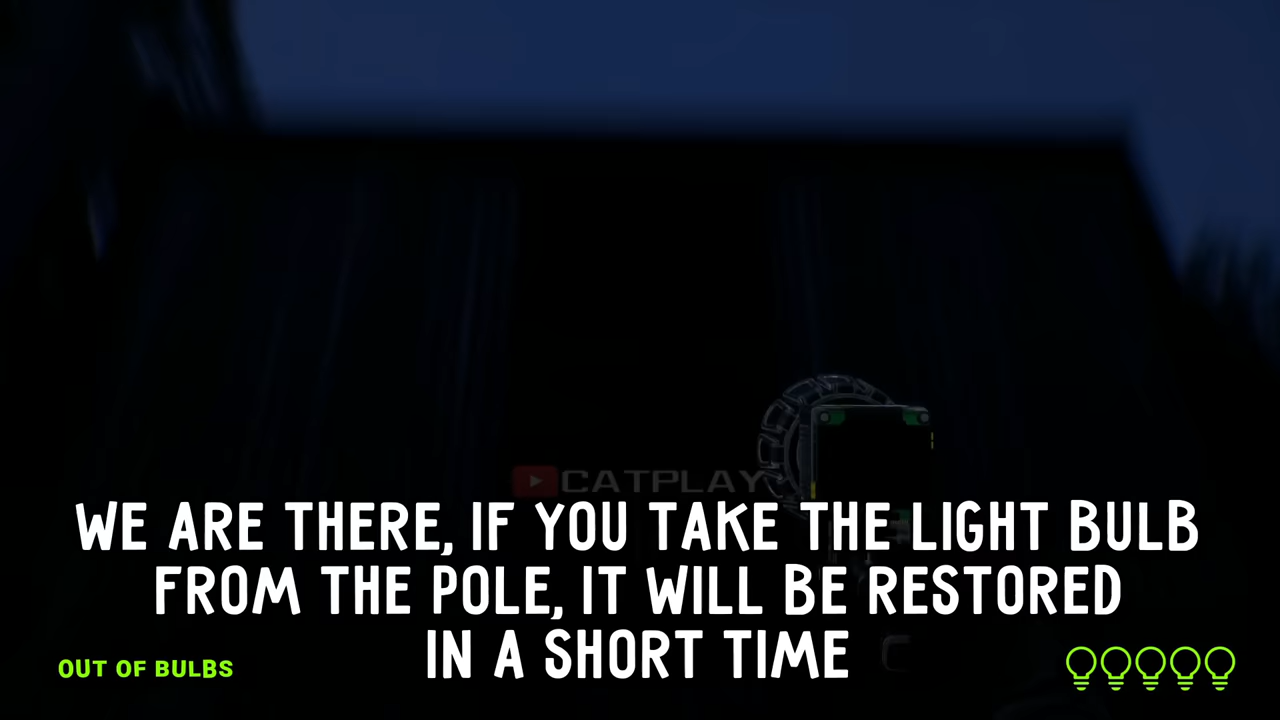 CATPLAY
WE ARE THERE, IF YOU TAKE THE LIGHT BULB
FROM THE POLE, IT WILL BE RESTORED
IN A SHORT TIME
OUT OF BULBS